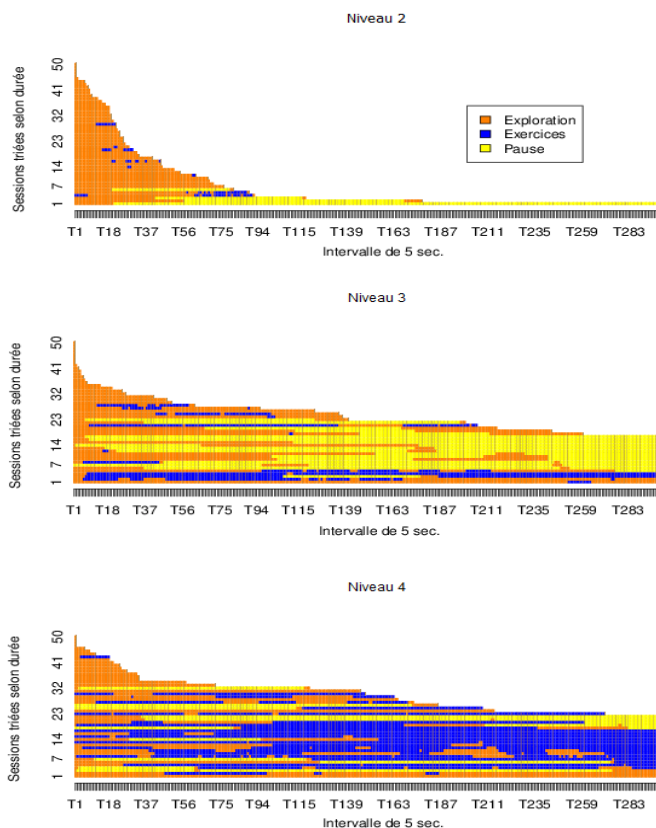 Niveau 2
Sessions triées selon durée
50
41
32
23
14
7
1
Exploration
Exercices
Pause
T1 T18 T37 T56 T75 T94 T115 T139 T163 T187 T211 T235 T259 T283
Intervalle de 5 sec.
Niveau 3
Sessions triées selon durée
50
41
32
23
14
7
1
T1 T18 T37 T56 T75 T94 T115 T139 T163 T187 T211 T235 T259 T283
Intervalle de 5 sec.
Niveau 4
Sessions triées selon durée
50
41
32
23
14
7
1
T1 T18 T37 T56 T75 T94 T115 T139 T163 T187 T211 T235 T259 T283
Intervalle de 5 sec.